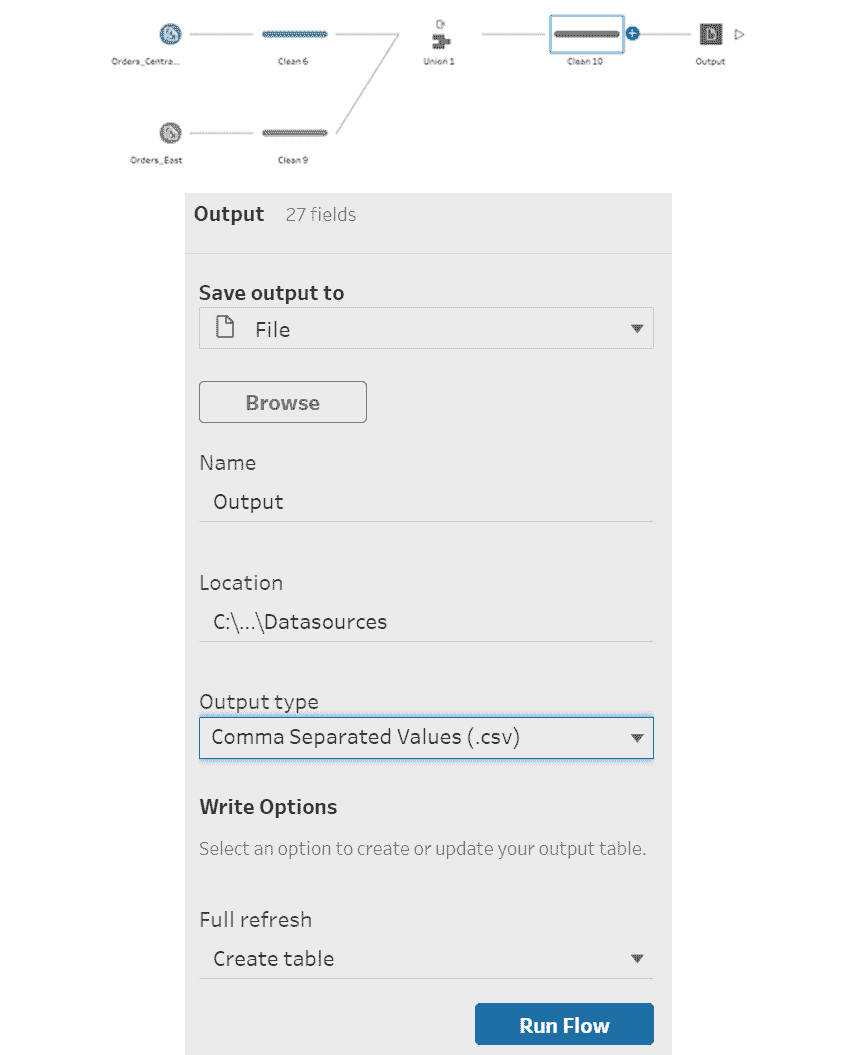 Orders_Centra...
Clean 6
Union 1
Clean 10
Output
Orders_East
Clean 9
Output 27 fields
Save output to
File
Browse
Name
Output
Location
C:\...\Datasources
Output type
Comma Separated Values (.csv)
Write Options
Select an option to create or update your output table.
Full refresh
Create table
Run Flow